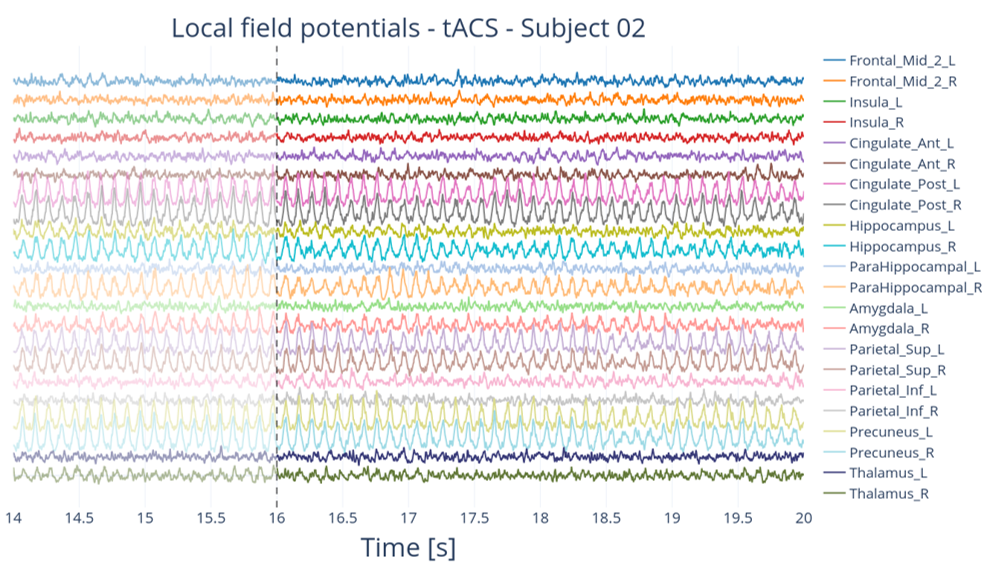 Local field potentials - tACS - Subject 02
Frontal_Mid_2_L
Frontal_Mid_2_R
Insula_L
Insula_R
Cingulate_Ant_L
Cingulate_Ant_R
Cingulate_Post_L
Cingulate_Post_R
Hippocampus_L
Hippocampus_R
ParaHippocampal_L
ParaHippocampal_R
Amygdala_L
Amygdala_R
Parietal_Sup_L
Parietal_Sup_R
Parietal_Inf_L
Parietal_Inf_R
Precuneus_L
Precuneus_R
Thalamus_L
Thalamus_R
14 14.5 15 15.5 16 16.5 17 17.5 18 18.5 19 19.5 20
Time [s]